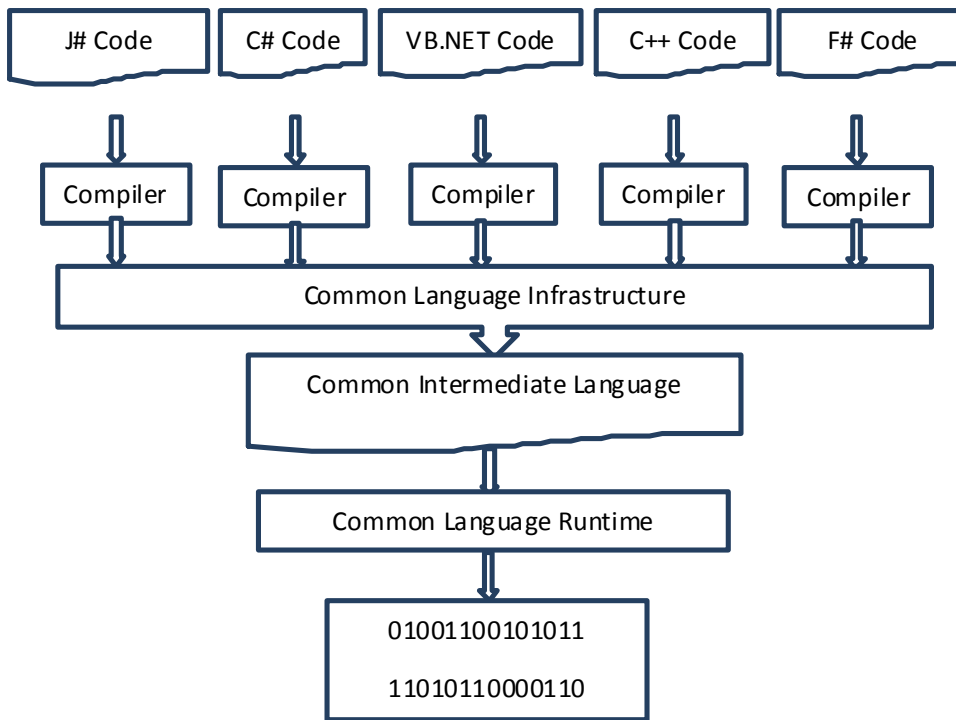 J# Code
C# Code
VB.NET Code
C++ Code
F# Code
Compiler
Compiler
Compiler
Compiler
Compiler
Common Language Infrastructure
Common Intermediate Language
Common Language Runtime
01001100101011
11010110000110